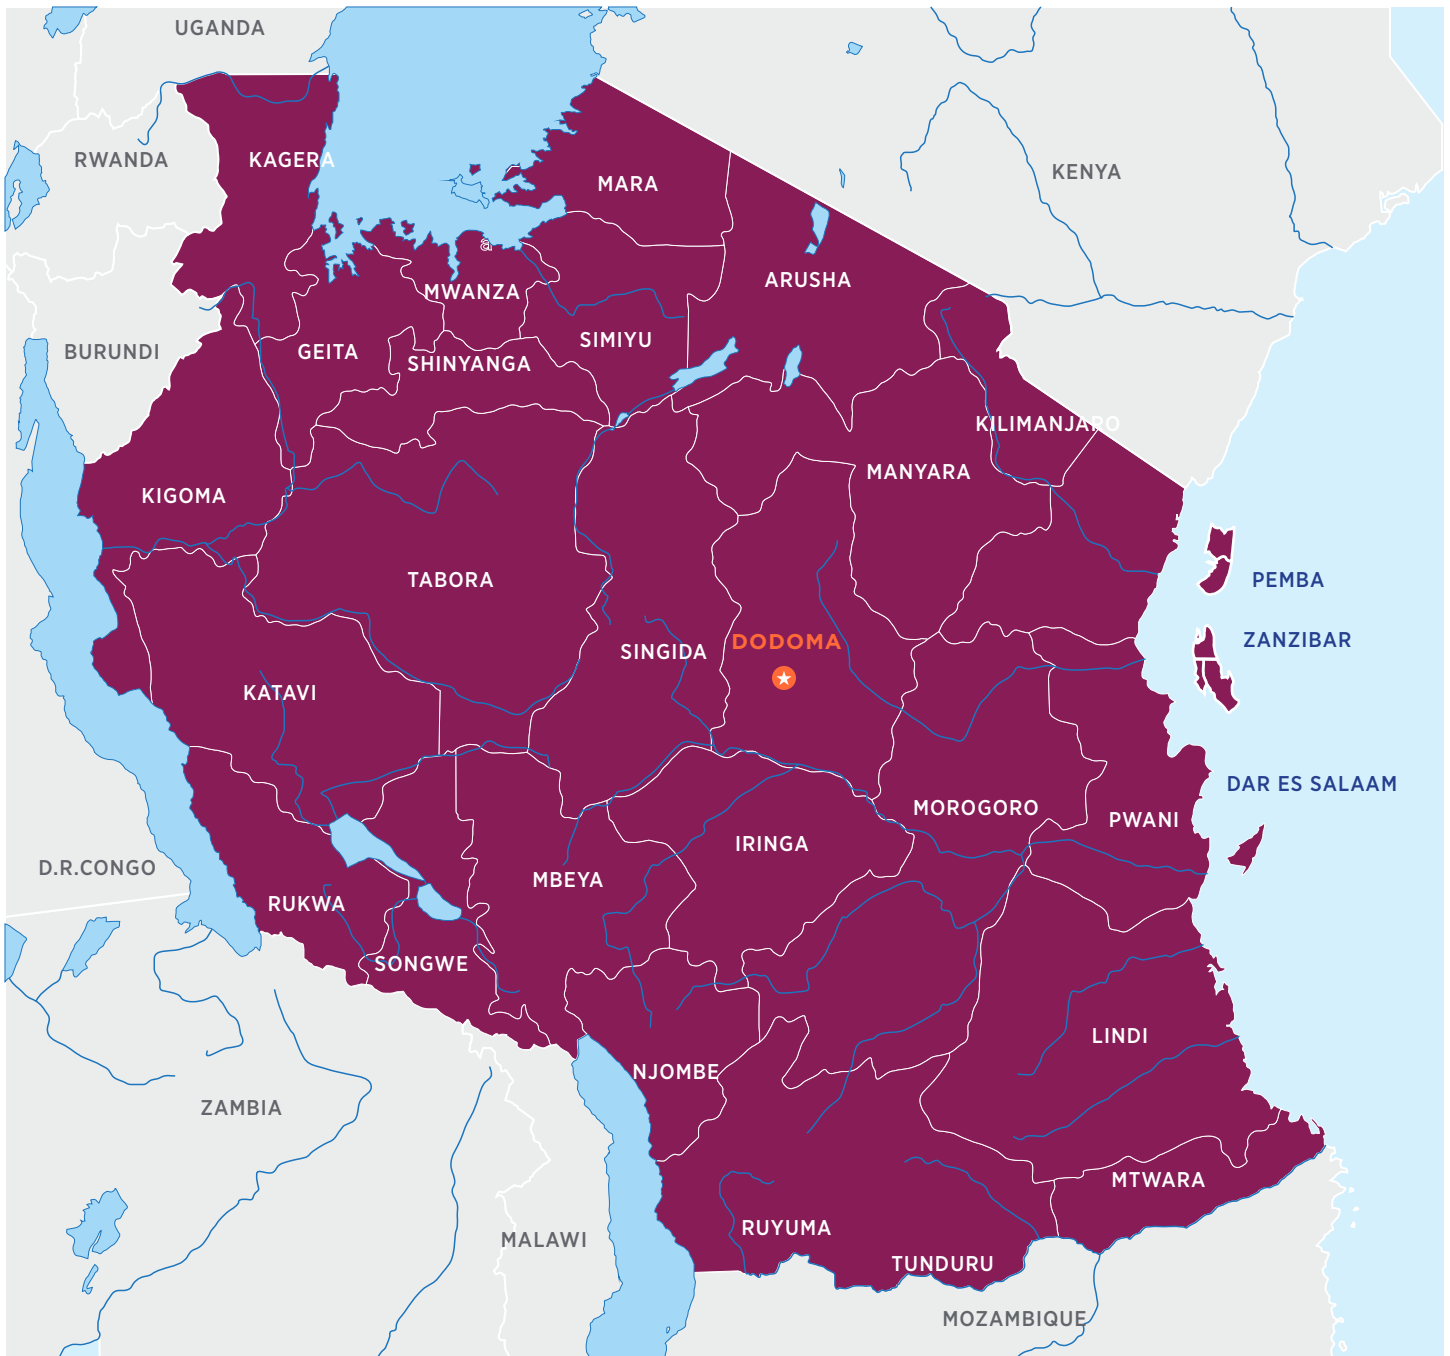 UGANDA
RWANDA
KAGERA
KENYA
MARA
a
ARUSHA
MWANZA
SIMIYU
BURUNDI
GEITA
SHINYANGA
KILIMANJARO
MANYARA
KIGOMA
TABORA
PEMBA
ZANZIBAR
DODOMA
SINGIDA
KATAVI
DAR ES SALAAM
MOROGORO
PWANI
IRINGA
D.R.CONGO
MBEYA
RUKWA
SONGWE
LINDI
NJOMBE
ZAMBIA
MTWARA
RUYUMA
MALAWI
TUNDURU
MOZAMBIQUE